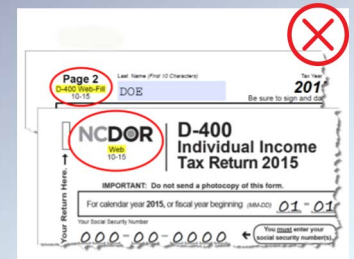 Page 2
D-400 Web-Fill
10-15
Last Name (First 10 Characters)
DOE
Tax Year
201
Be sure to sign and da
NCDOR
Web
10-15
D-400
Individual Income
Tax Return 2015
IMPORTANT: Do not send a photocopy of this form.
For calendar year 2015, or fiscal year beginning (MM-DD) 01 - 01
Your Social Security Number
000-00-0000
You must enter your
social security number(s)
Your Return Here.